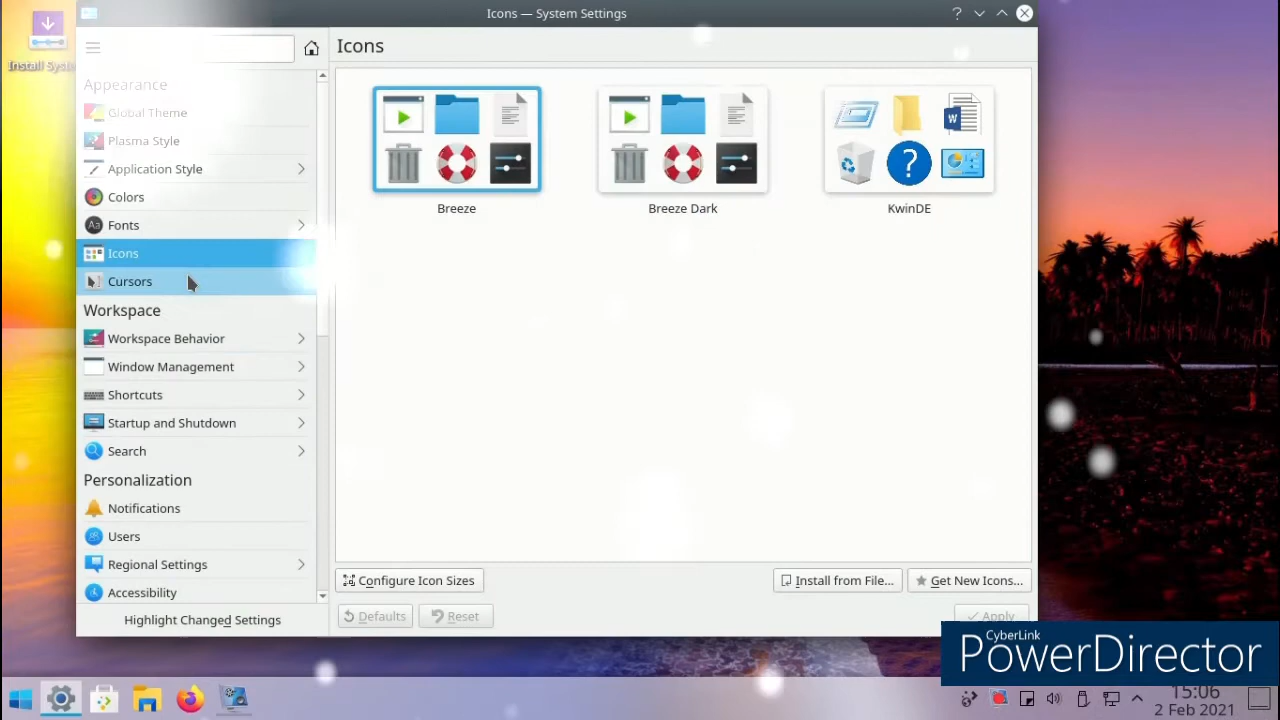 Icons — System Settings
Install Syste
Appearance
Global Theme
Plasma Style
Application Style
Colors
Fonts
Icons
Cursors
Workspace
Workspace Behavior
Window Management
Shortcuts
Startup and Shutdown
Search
Personalization
Notifications
Users
Regional Settings
Accessibility
Highlight Changed Settings
Icons
Breeze
Breeze Dark
KwinDE
Configure Icon Sizes
Install from File...
Get New Icons...
Defaults
Reset
Apply
CyberLink
PowerDirector
15:06
2 Feb 2021